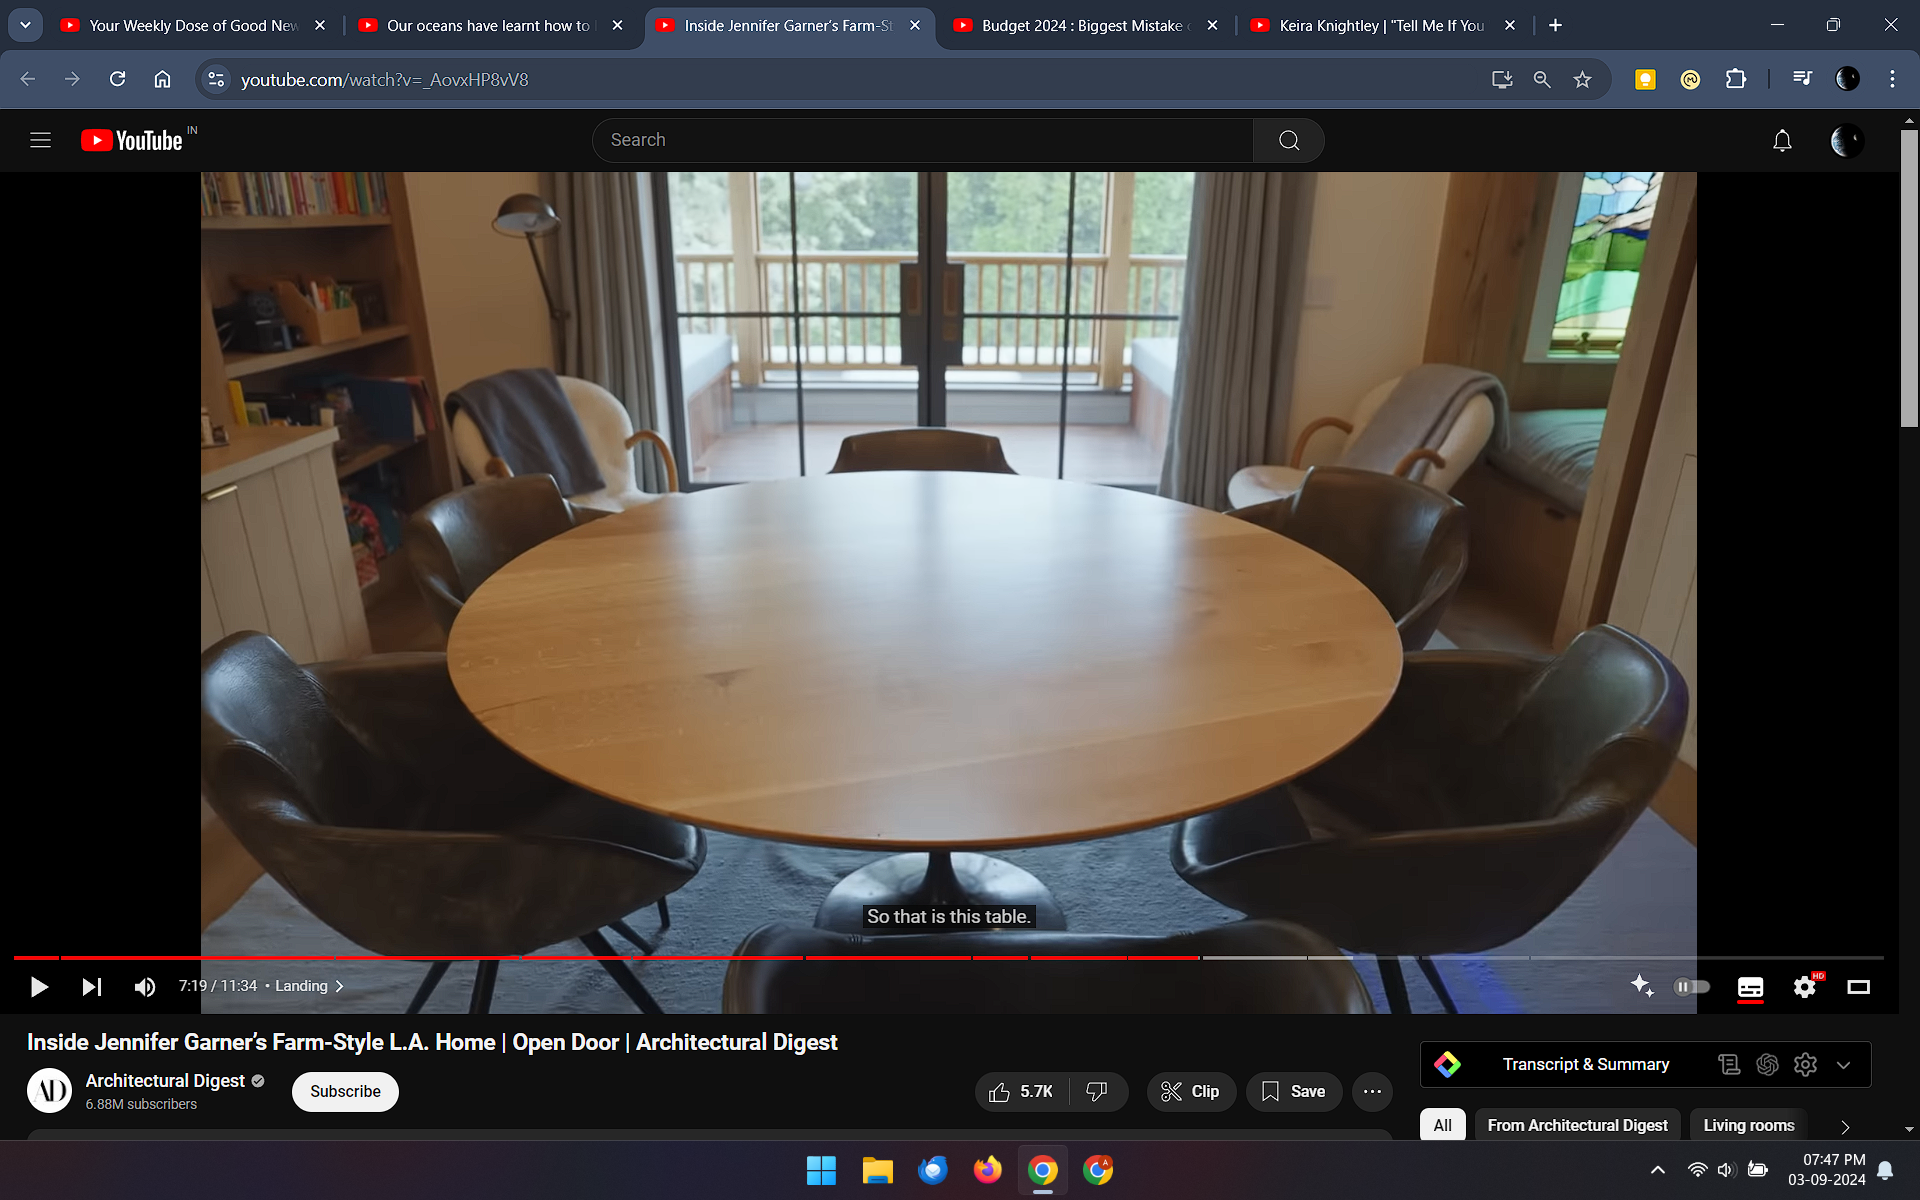 Your Weekly Dose of Good New
Our oceans have learnt how to
Inside Jennifer Garner’s Farm-St
Budget 2024 : Biggest Mistake
Keira Knightley | "Tell Me If You
youtube.com/watch?v=_AovxHP8vV8
YouTube IN
Search
So that is this table.
7:19 / 11:34 • Landing
HD
Inside Jennifer Garner’s Farm-Style L.A. Home | Open Door | Architectural Digest
AD
Architectural Digest
6.88M subscribers
Subscribe
5.7K
Clip
Save
Transcript & Summary
All
From Architectural Digest
Living rooms
A
07:47 PM
03-09-2024